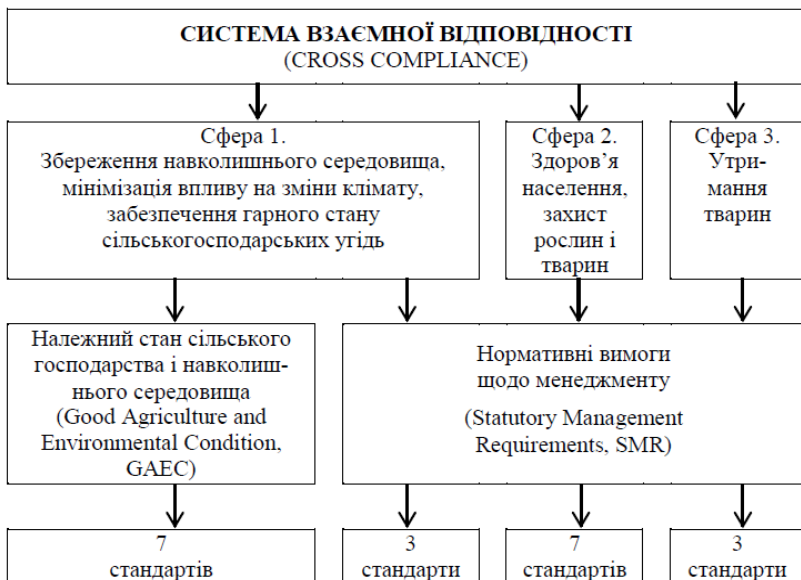 СИСТЕМА ВЗАЄМНОЇ ВІДПОВІДНОСТІ
(CROSS COMPLIANCE)
Сфера 1.
Збереження навколишнього середовища,
мінімізація впливу на зміни клімату,
забезпечення гарного стану
сільськогосподарських угідь
Сфера 2.
Здоров’я
населення,
захист
рослин і
тварин
Сфера 3.
Утри-
мання
тварин
Належний стан сільського
господарства і навколиш-
нього середовища
(Good Agriculture and
Environmental Condition,
GAEC)
Нормативні вимоги
щодо менеджменту
(Statutory Management
Requirements, SMR)
7
стандартів
3
стандарти
7
стандартів
3
стандарти